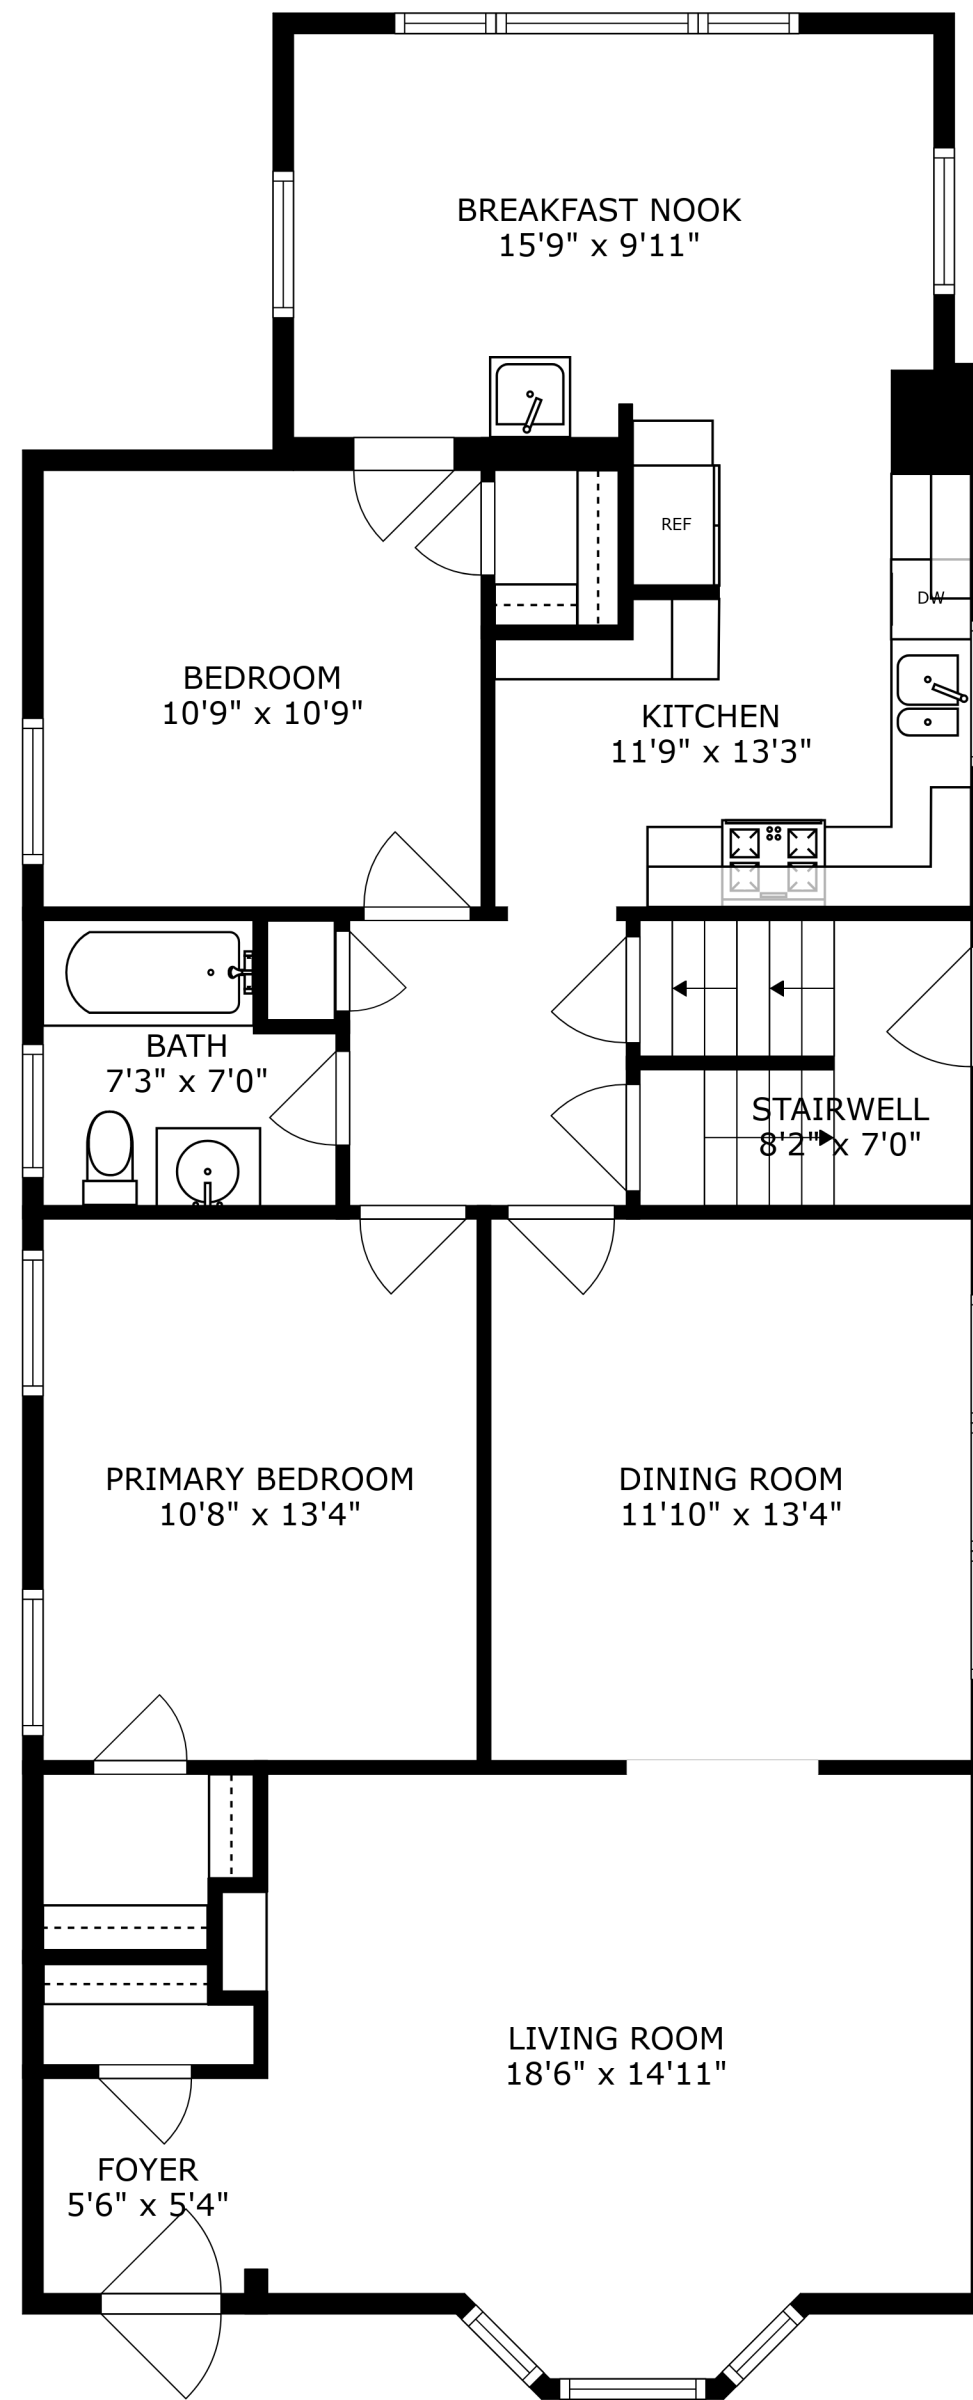 BREAKFAST NOOK
15'9" x 9'11"
REF
DW
BEDROOM
10'9" x 10'9"
KITCHEN
11'9" x 13'3"
BATH
7'3" x 7'0"
STAIRWELL
8'2" x 7'0"
PRIMARY BEDROOM
10'8" x 13'4"
DINING ROOM
11'10" x 13'4"
LIVING ROOM
18'6" x 14'11"
FOYER
5'6" x 5'4"